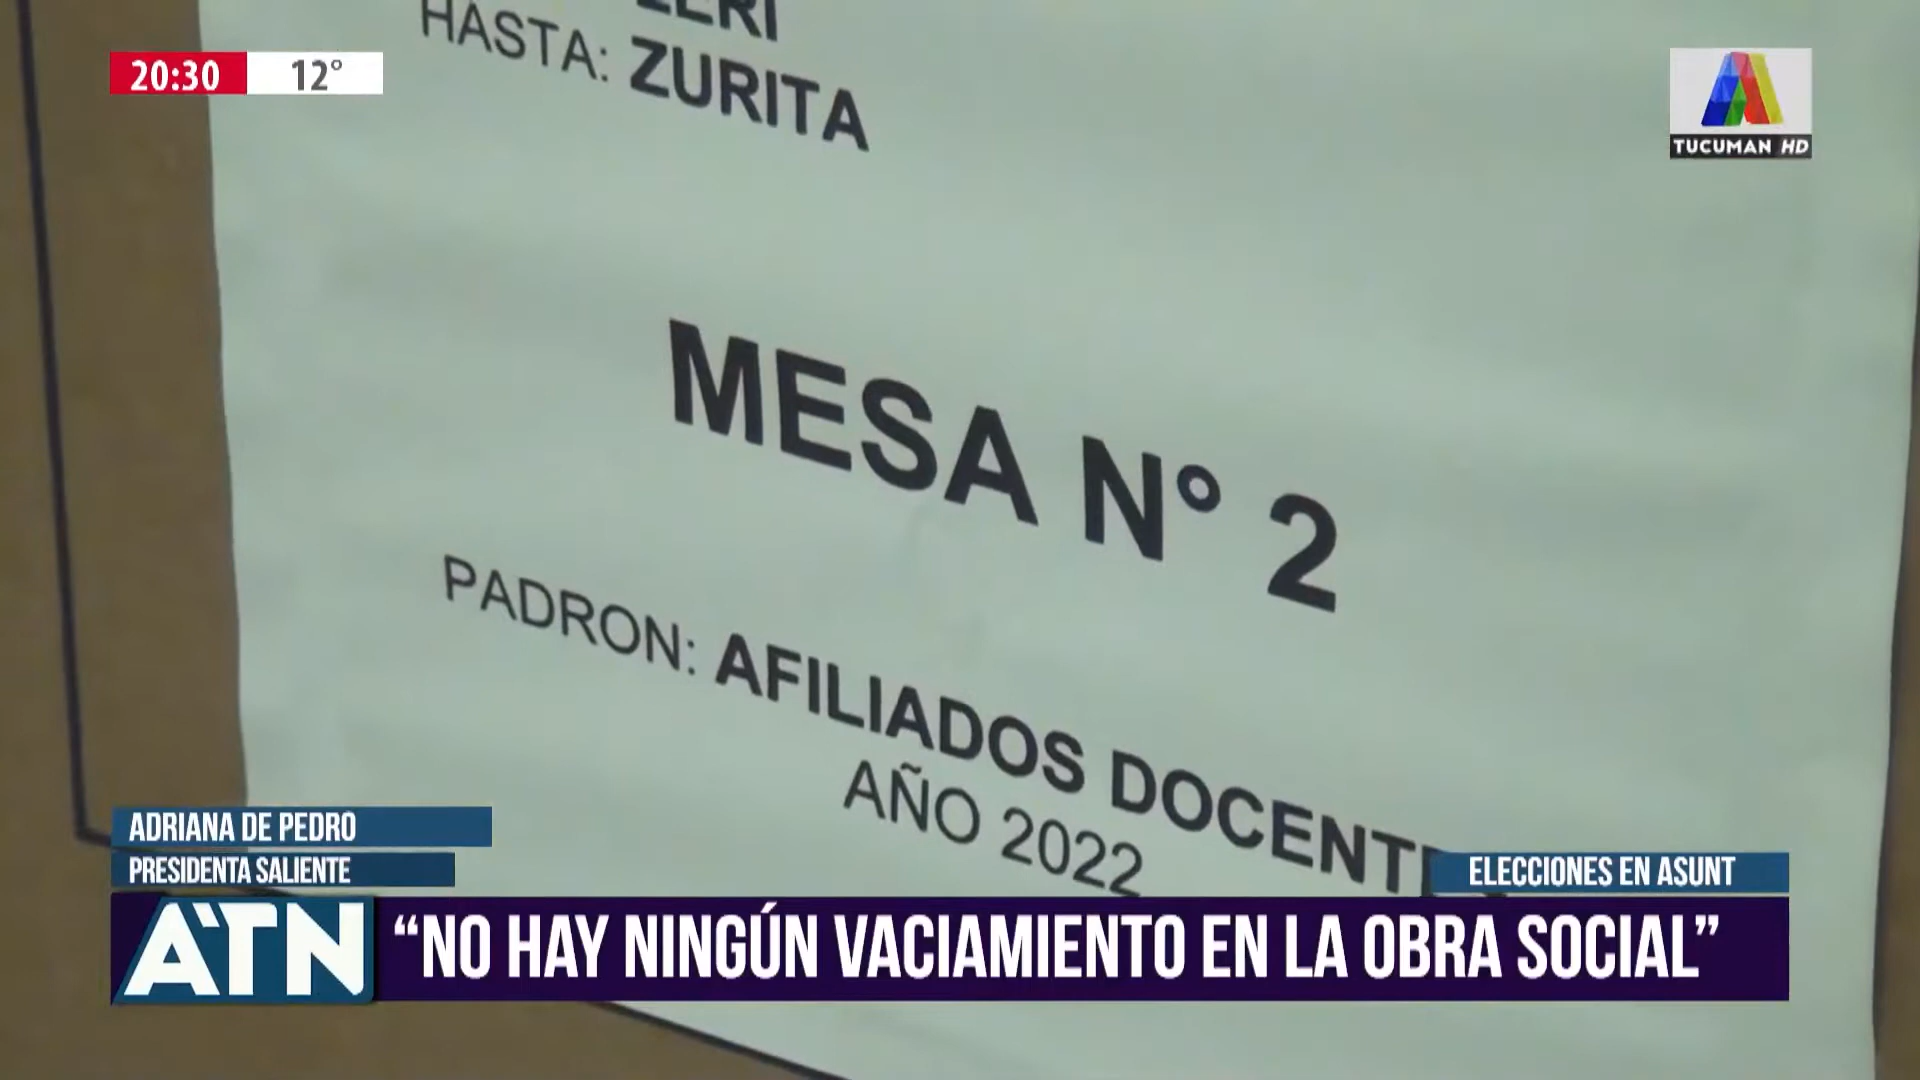 HASTA: ZURITA
20:30 12°
TUCUMAN HD
MESA N° 2
PADRON: AFILIADOS
AÑO 2022
ADRIANA DE PEDRO
PRESIDENTA SALIENTE
ELECCIONES EN ASUNT
ATN
“NO HAY NINGÚN VACIAMIENTO EN LA OBRA SOCIAL”